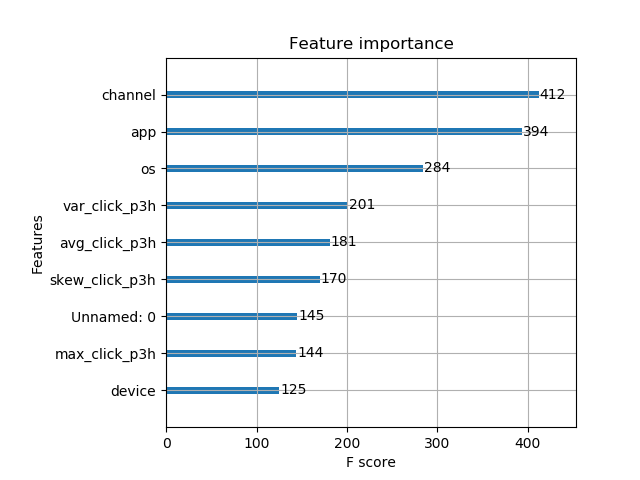 Feature importance
channel 412
app 394
os 284
var_click_p3h 201
avg_click_p3h 181
skew_click_p3h 170
Unnamed: 0 145
max_click_p3h 144
device 125
Features
0 100 200 300 400
F score